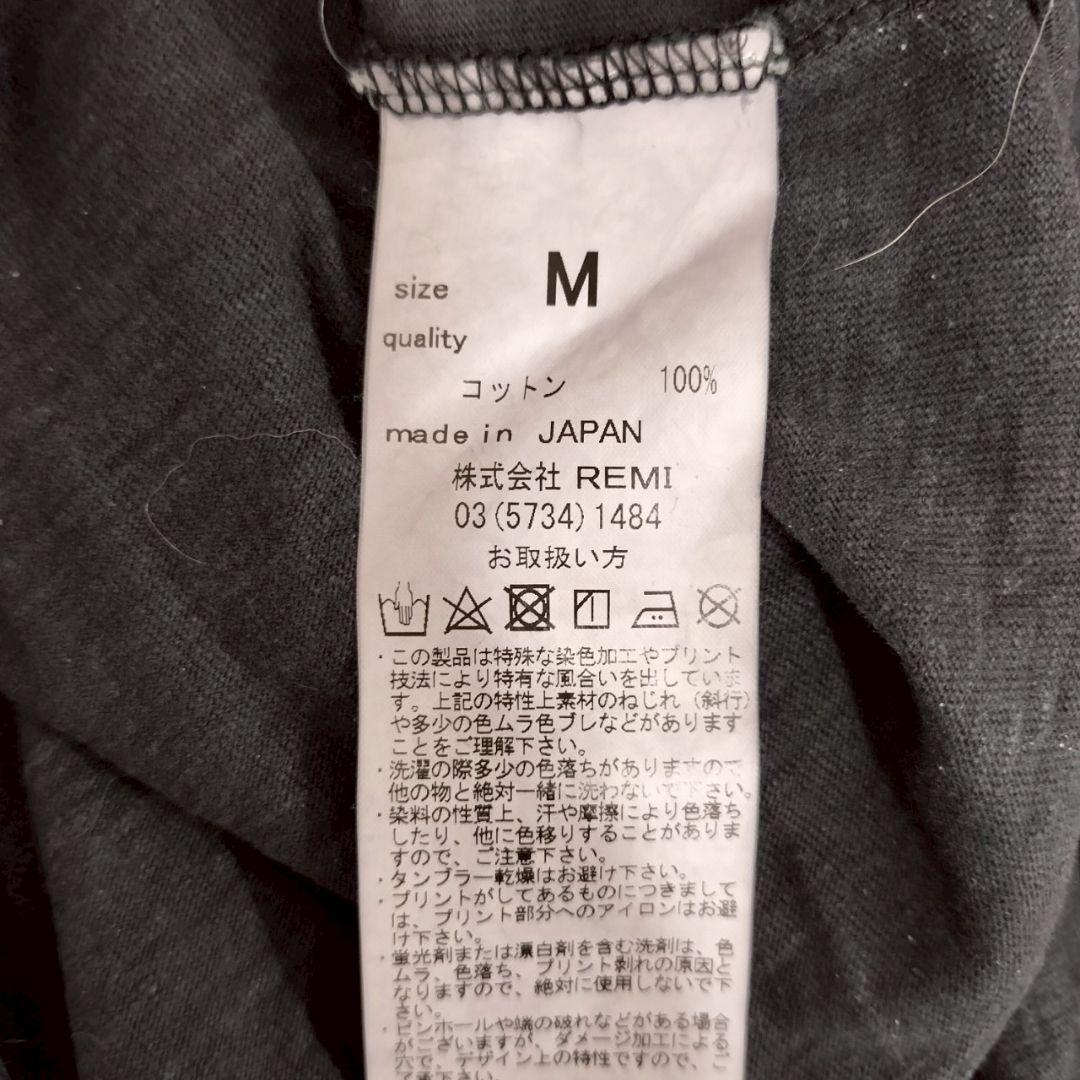 size M
quality
コットン 100%
made in JAPAN
株式会社 REMI
03(5734)1484
お取扱い方
・この製品は特殊な染色加工やプリント
技法により特有な風合いを出していま
す。上記の特性上素材のねじれ（斜行）
や多少の色ムラ色ブレなどがあります
ことをご理解下さい。
・洗濯の際多少の色落ちがありますので
他の物と絶対一緒に洗わないで下さい。
・染料の性質上、汗や摩擦により色落ち
したり、他に色移りすることがありま
すので、ご注意下さい。
・タンブラー乾燥はお避け下さい。
・プリントがしてあるものにつきまして
は、プリント部分へのアイロンはお避
け下さい。
・蛍光剤または漂白剤を含む洗剤は、色
ムラ、色落ち、プリント剥れの原因と
なりますので、絶対に使用しないで下
さい。
・ピンホールや端の破れなどがある場合
がございますが、ダメージ加工による
穴で、デザイン上の特性ですので、ご
了承下さい。